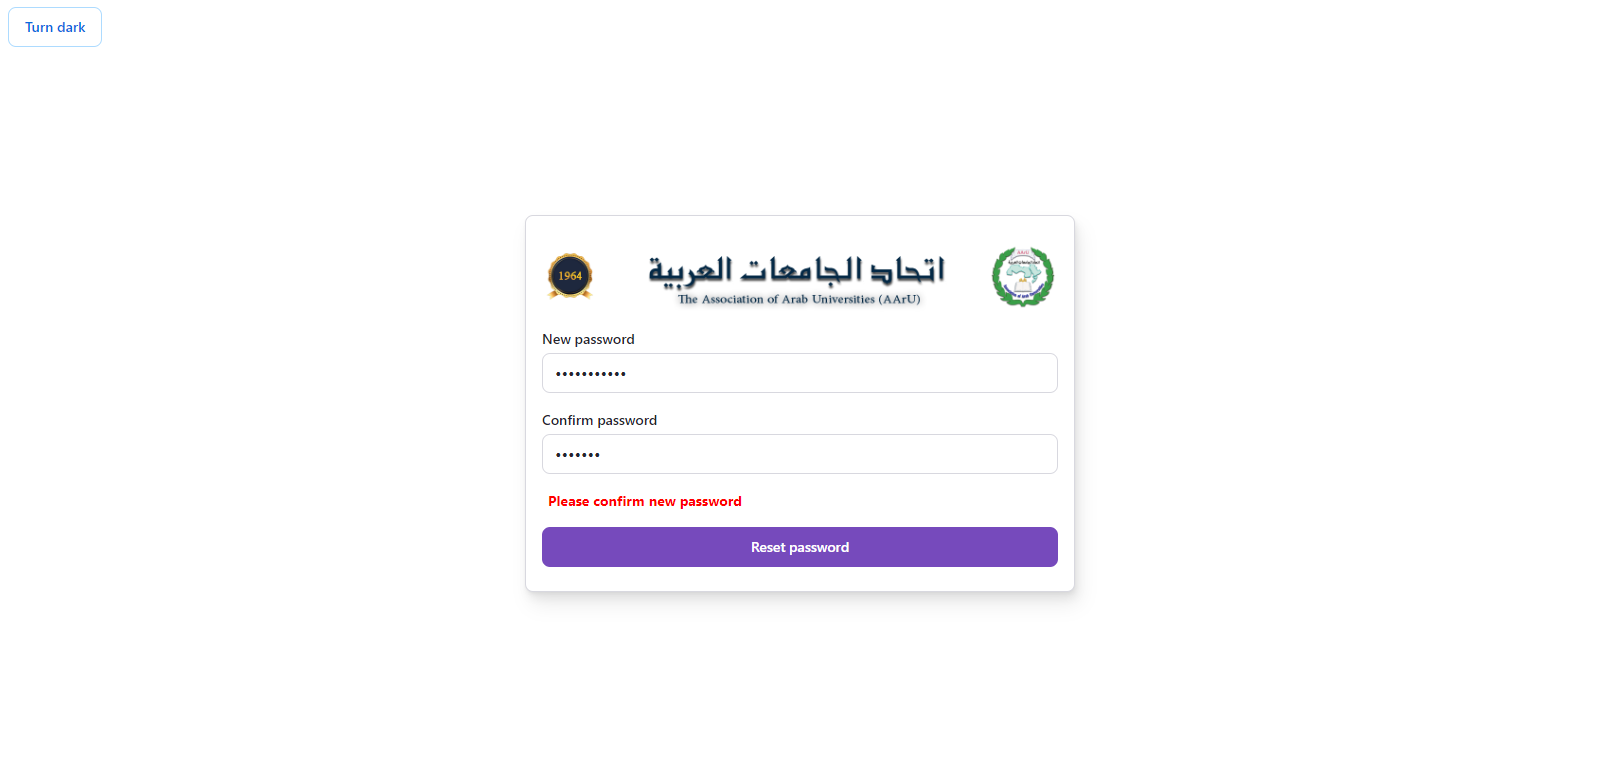 Turn dark
1964
اتحاد الجامعات العربية
The Association of Arab Universities (AArU)
AArU
New password
•••••••••••
Confirm password
•••••••
Please confirm new password
Reset password